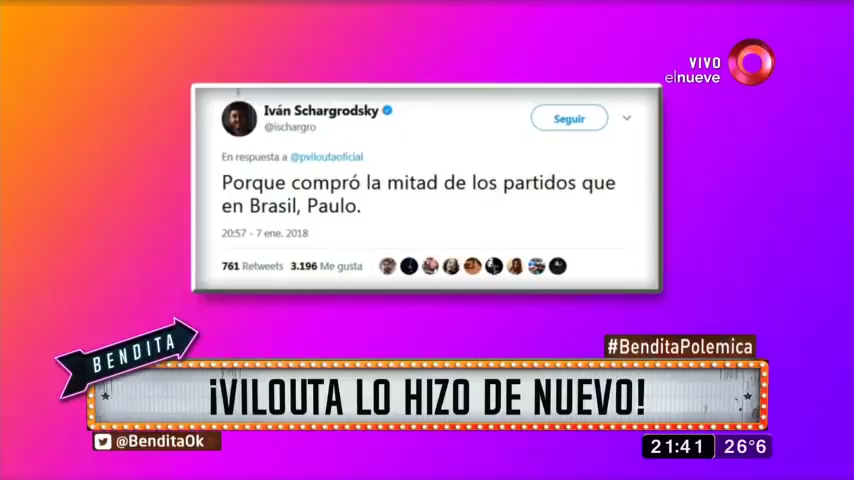 VIVO
elnueve
Iván Schargrodsky
@ischargro
Seguir
En respuesta a @pviloutaoficial
Porque compró la mitad de los partidos que
en Brasil, Paulo.
20:57 - 7 ene. 2018
761 Retweets 3.196 Me gusta
#BenditaPolemica
BENDITA
¡VILOUTA LO HIZO DE NUEVO!
@BenditaOk
21:41 26°6